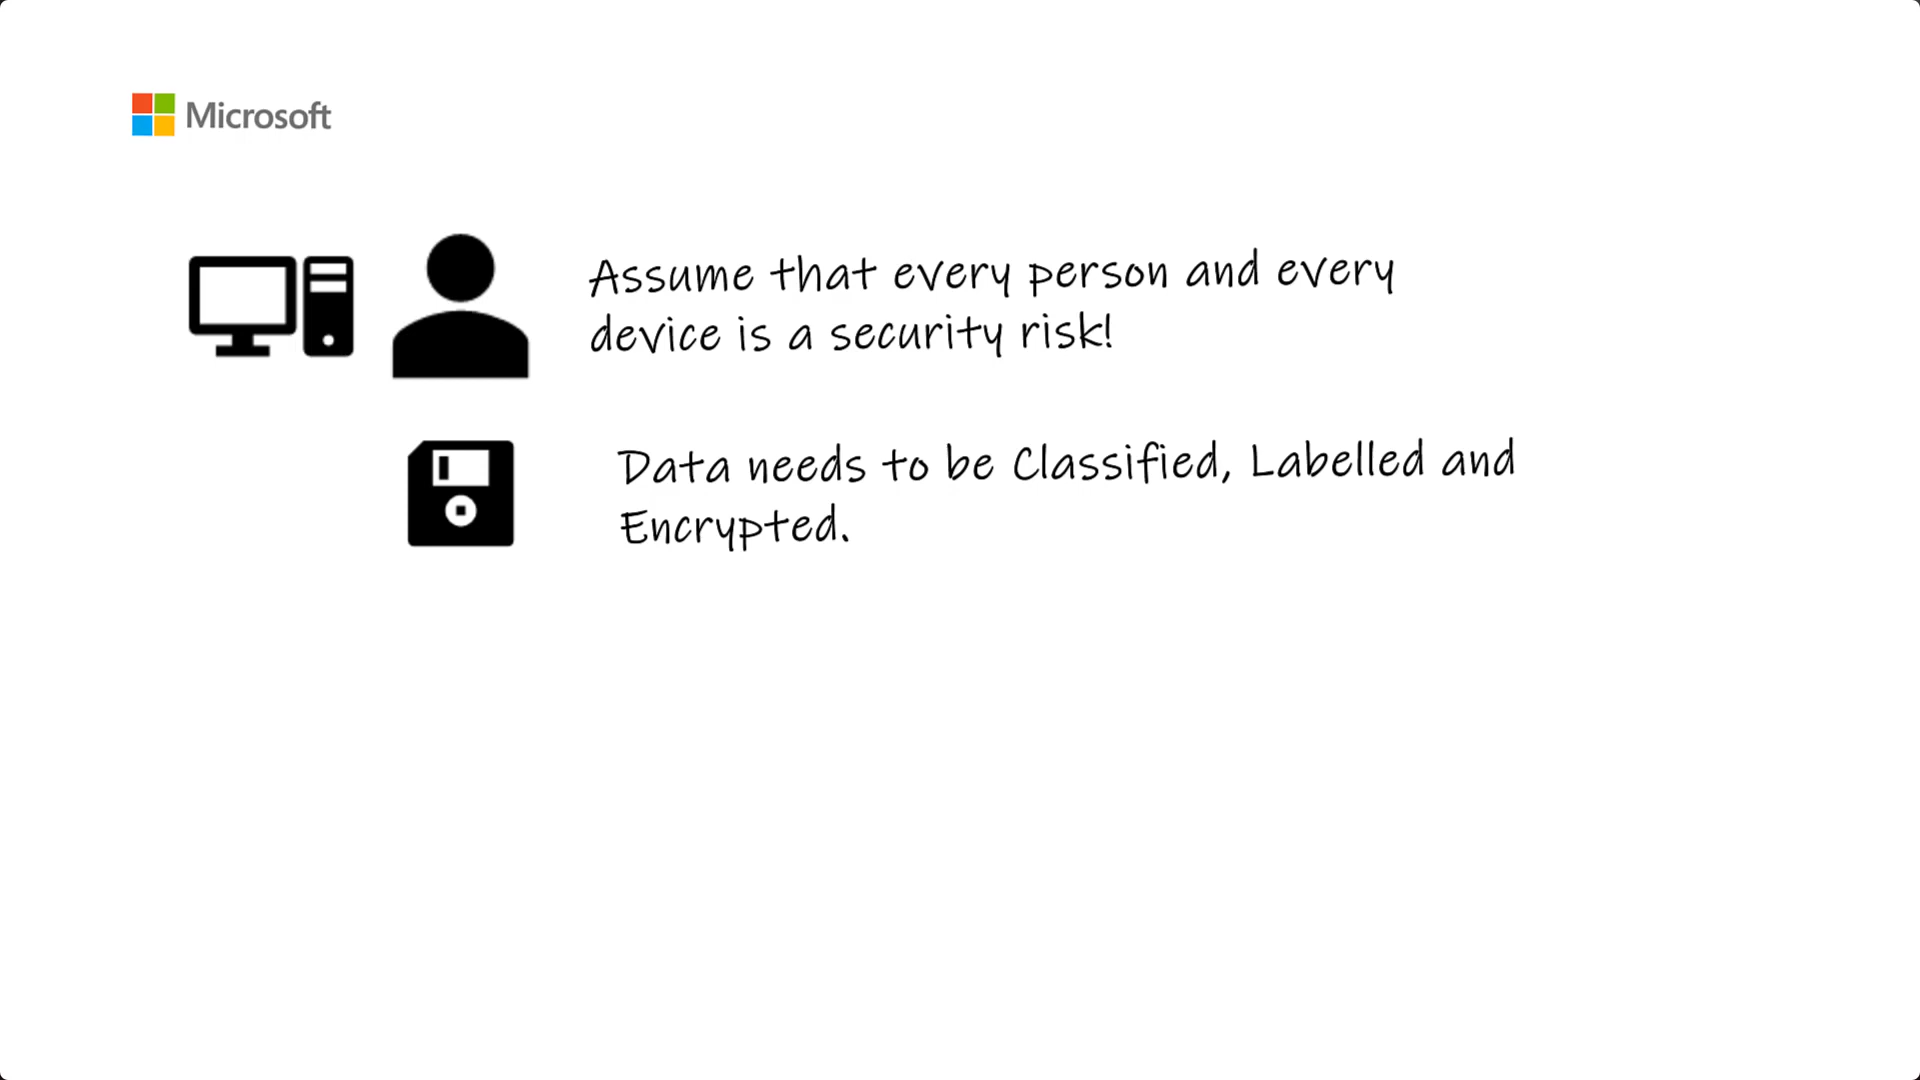 Microsoft
Assume that every person and every
device is a security risk!
Data needs to be Classified, Labelled and
Encrypted.